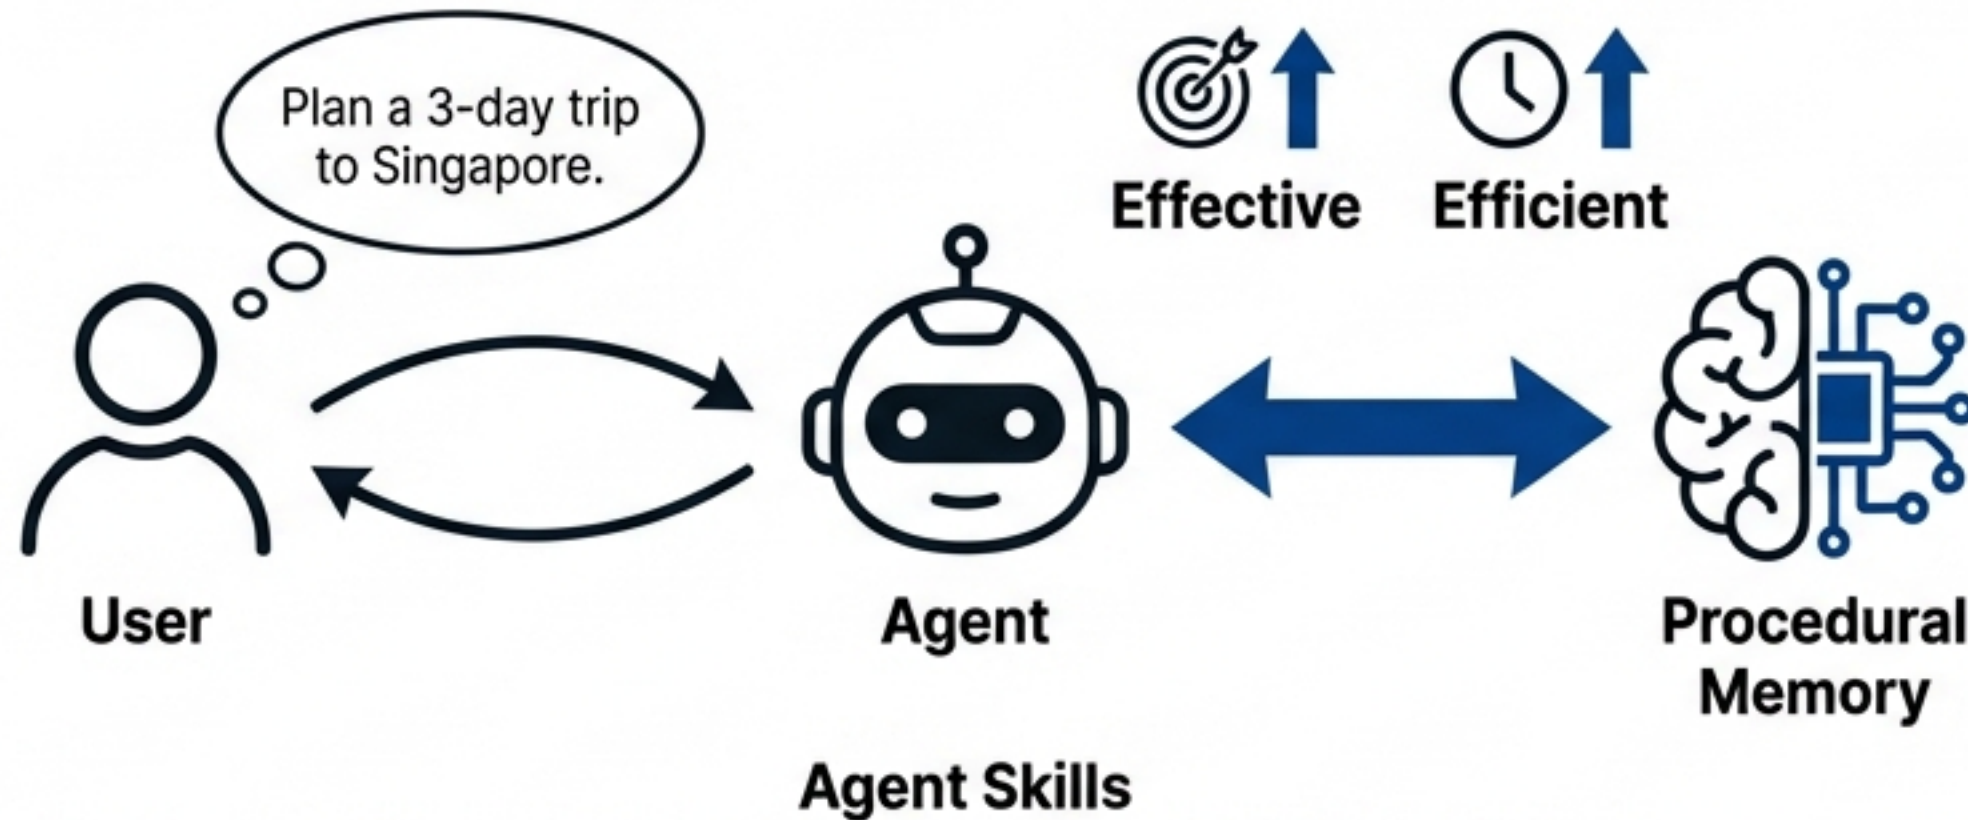 Plan a 3-day trip
to Singapore.
Effective
Efficient
User
Agent
Procedural
Memory
Agent Skills